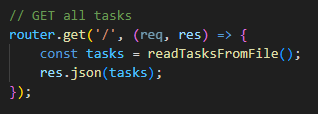 // GET all tasks
router.get('/', (req, res) => {
    const tasks = readTasksFromFile();
    res.json(tasks);
});